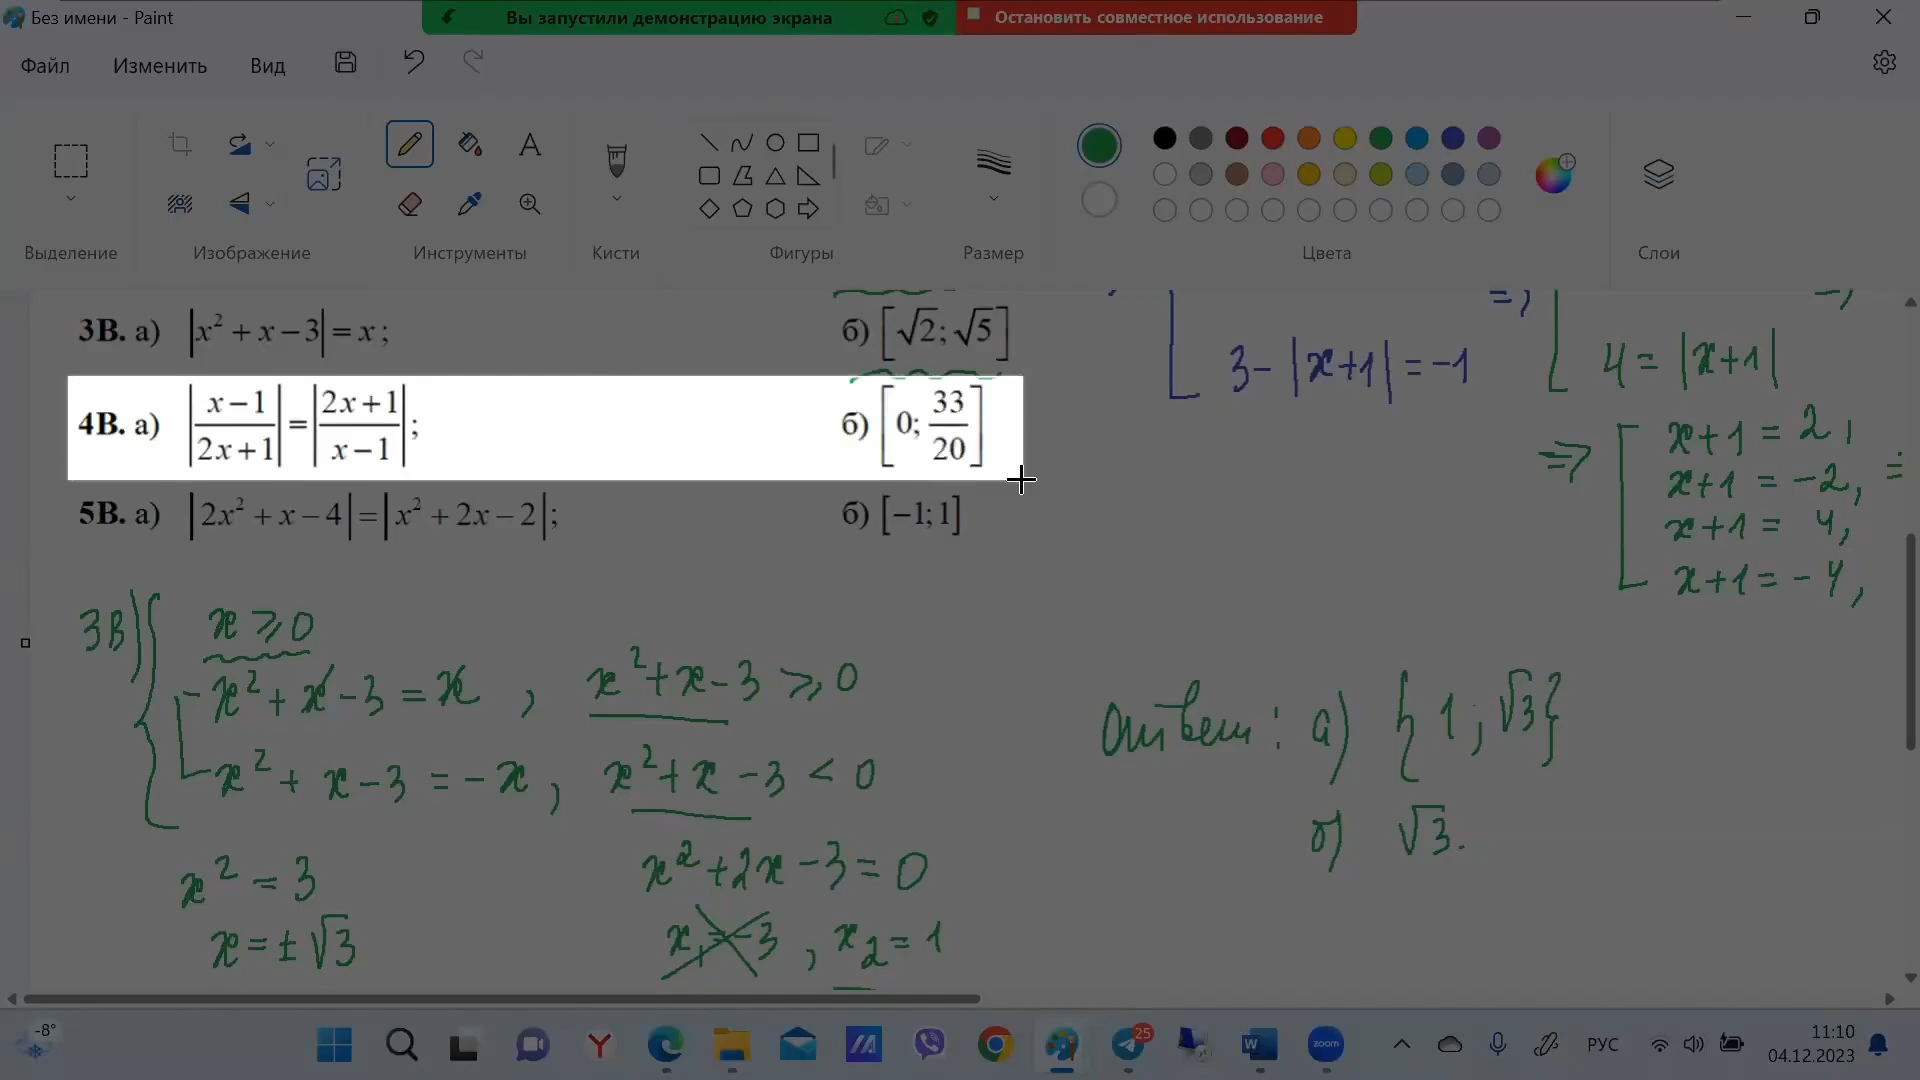 Без имени - Paint
Вы запустили демонстрацию экрана
Остановить совместное использование
Файл Изменить Вид
Выделение Изображение Инструменты Кисти Фигуры Размер Цвета Слои
3В. а) |x² + x − 3| = x; б) [√2; √5]
4В. а) |(x − 1)/(2x + 1)| = |(2x + 1)/(x − 1)|; б) [0; 33/20]
5В. а) |2x² + x − 4| = |x² + 2x − 2|; б) [−1; 1]
3 − |x+1| = −1
=>
4 = |x+1|
=> x+1 = 2,
x+1 = −2, =
x+1 = 4,
x+1 = −4,
3В) x ⩾ 0
x² + x − 3 = x, x² + x − 3 ⩾ 0
x² + x − 3 = −x, x² + x − 3 < 0
x² = 3
x = ± √3
x² + 2x − 3 = 0
x₁ = −3, x₂ = 1
Ответ: а) {1; √3}
б) √3.
-8°
25
zoom
РУС
11:10
04.12.2023